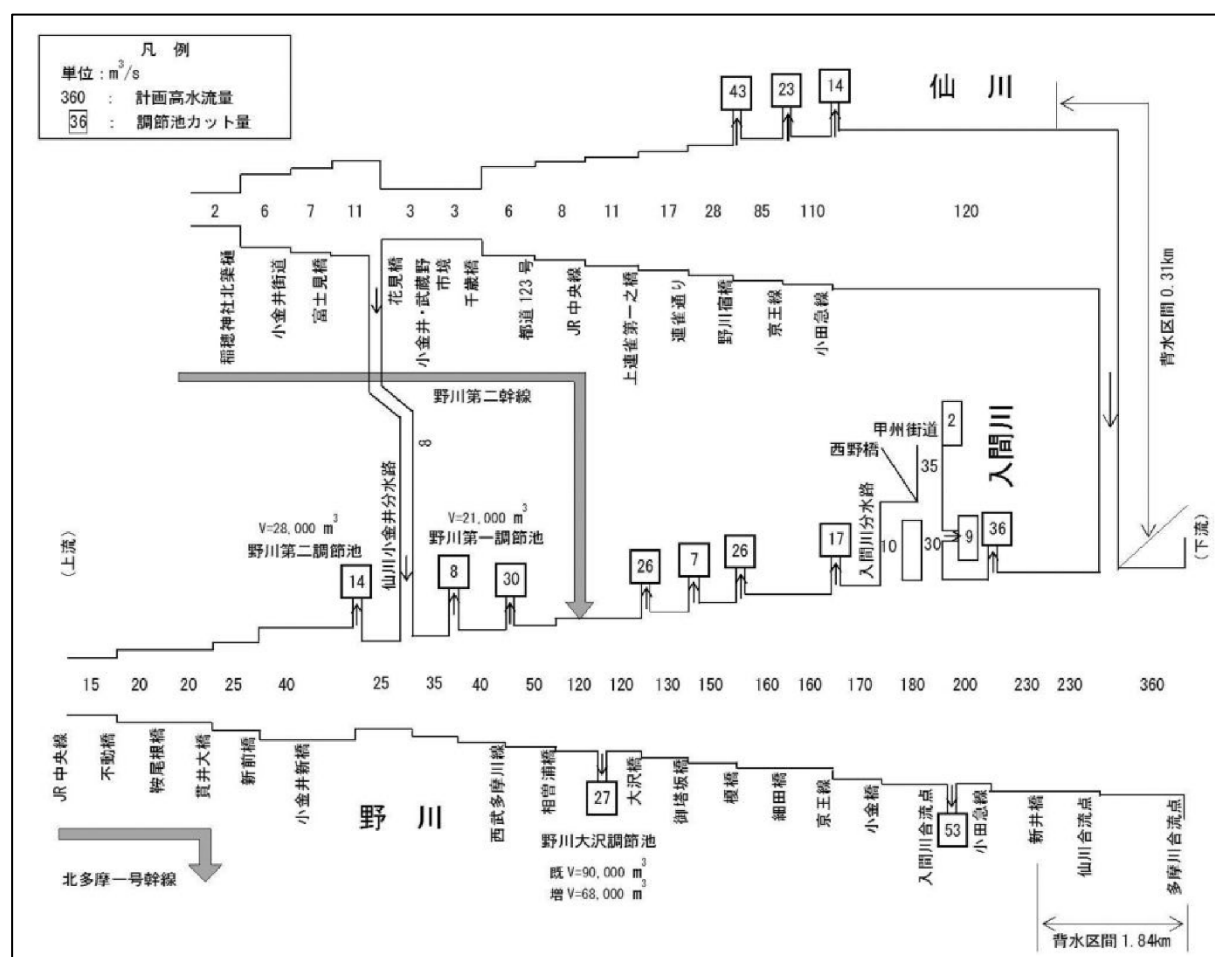 凡 例
単位：m³/s
360 ： 計画高水流量
36 ： 調節池カット量
仙 川
43
23
14
2
6
7
11
3
3
6
8
11
17
28
85
110
120
稲穂神社北築樋
小金井街道
富士見橋
花見橋
小金井・武蔵野
市境
千歳橋
都道123号
JR中央線
上連雀第一之橋
連雀通り
野川宿橋
京王線
小田急線
背水区間0.31km
野川第二幹線
8
仙川小金井分水路
甲州街道
2
西野橋
35
入間川
入間川分水路
10
30
9
36
17
（上流）
（下流）
V=28,000 m³
野川第二調節池
14
V=21,000 m³
野川第一調節池
8
30
26
7
26
15
20
20
25
40
25
35
40
50
120
120
130
150
160
160
170
180
200
230
230
360
JR中央線
不動橋
鞍尾根橋
貫井大橋
新前橋
小金井新橋
野 川
西武多摩川線
相曽浦橋
27
大沢橋
御塔坂橋
榎橋
細田橋
京王線
小金橋
入間川合流点
53
小田急線
新井橋
仙川合流点
多摩川合流点
野川大沢調節池
既 V=90,000 m³
増 V=68,000 m³
北多摩一号幹線
背水区間1.84km